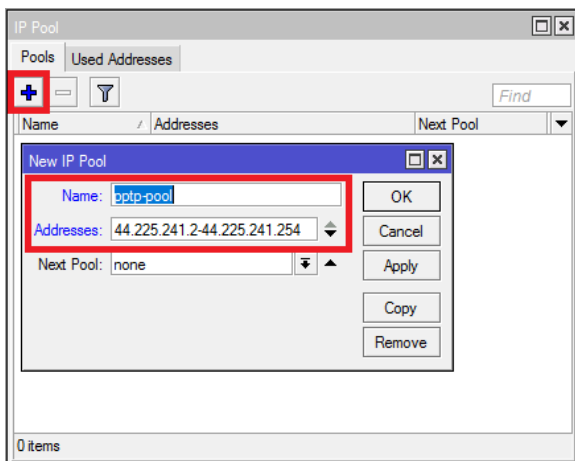 IP Pool
Pools Used Addresses
Find
Name Addresses Next Pool
New IP Pool
Name: pptp-pool OK
Addresses: 44.225.241.2-44.225.241.254 Cancel
Next Pool: none Apply
Copy
Remove
0 items